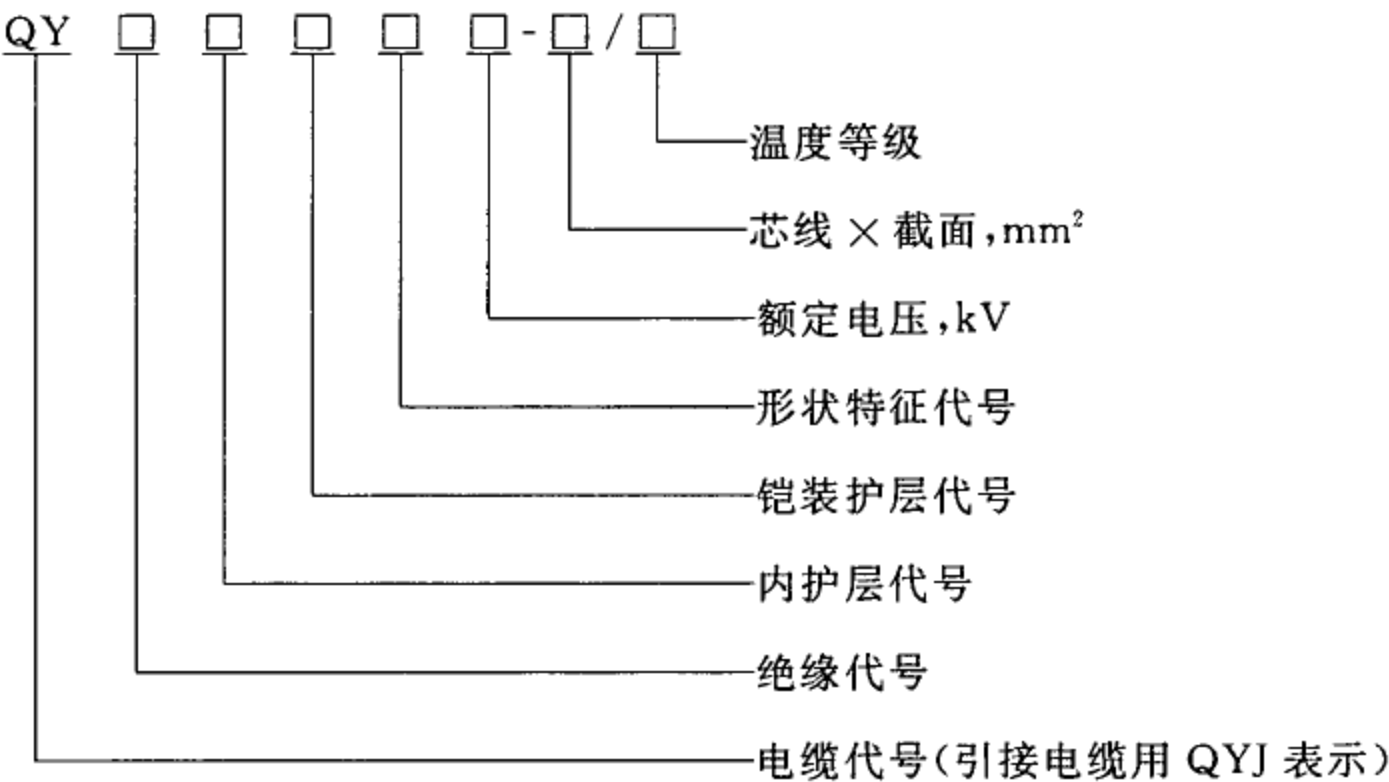 QY □ □ □ □ □-□/□
温度等级
芯线×截面,mm²
额定电压,kV
形状特征代号
铠装护层代号
内护层代号
绝缘代号
电缆代号(引接电缆用 QYJ 表示)